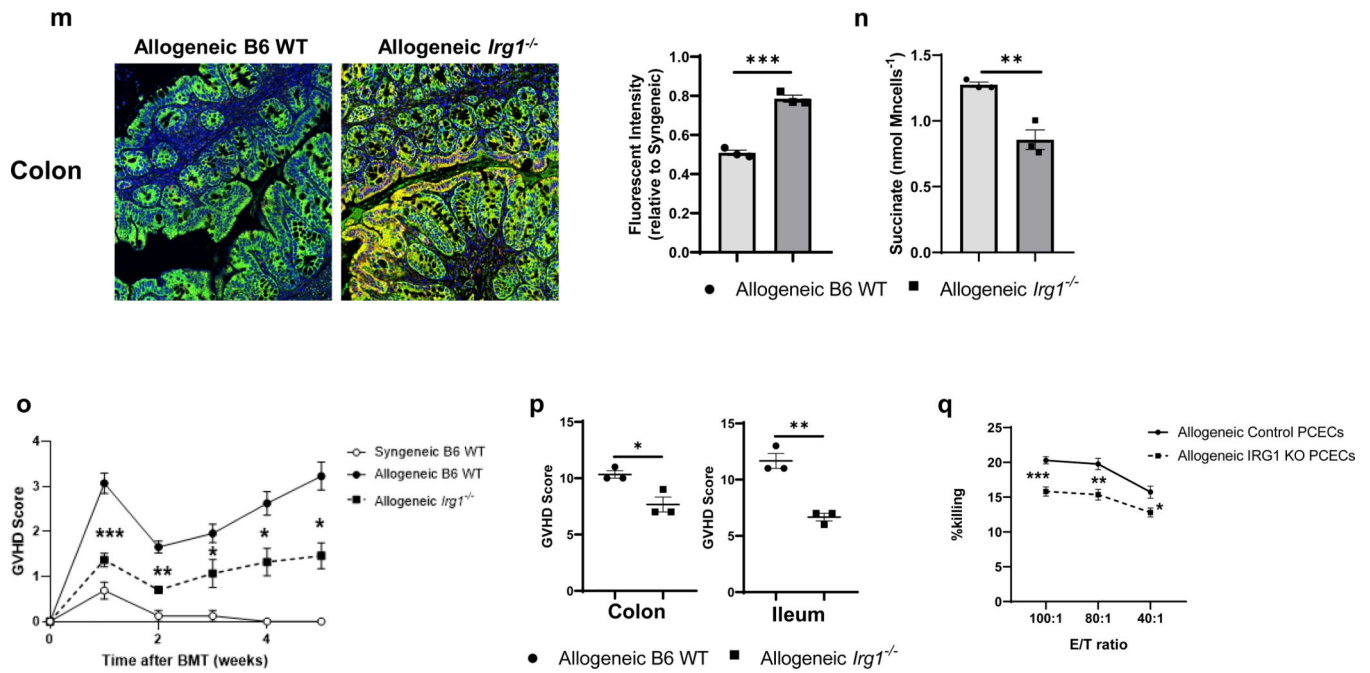 m
n
Allogeneic B6 WT
Allogeneic Irg1-/-
Colon
Fluorescent Intensity
(relative to Syngeneic)
1.0
0.8
0.6
0.4
0.2
0.0
***
Succinate (nmol Mncells-1)
1.5
1.0
0.5
0.0
**
Allogeneic B6 WT
Allogeneic Irg1-/-
o
GVHD Score
4
3
2
1
0
***
**
*
*
*
0
2
4
Time after BMT (weeks)
Syngeneic B6 WT
Allogeneic B6 WT
Allogeneic Irg1-/-
p
GVHD Score
15
10
5
0
*
Colon
GVHD Score
15
10
5
0
**
Ileum
Allogeneic B6 WT
Allogeneic Irg1-/-
q
%killing
25
20
15
10
5
0
***
**
*
100:1
80:1
40:1
E/T ratio
Allogeneic Control PCECs
Allogeneic IRG1 KO PCECs